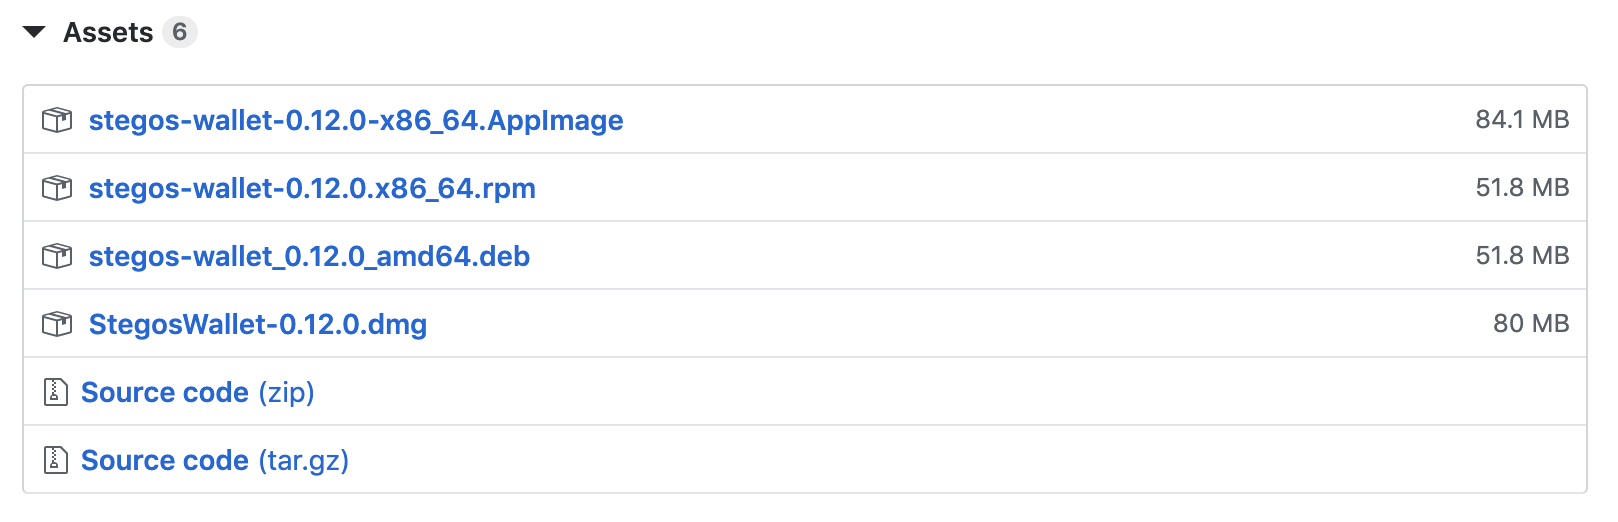 Assets 6
stegos-wallet-0.12.0-x86_64.AppImage 84.1 MB
stegos-wallet-0.12.0.x86_64.rpm 51.8 MB
stegos-wallet_0.12.0_amd64.deb 51.8 MB
StegosWallet-0.12.0.dmg 80 MB
Source code (zip)
Source code (tar.gz)